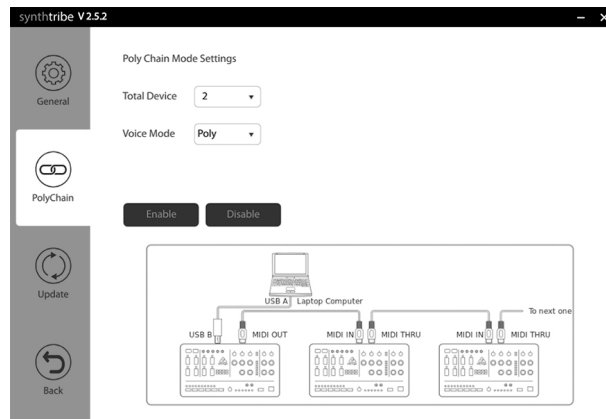 synthtribe V 2.5.2
General
PolyChain
Update
Back
Poly Chain Mode Settings
Total Device 2
Voice Mode Poly
Enable Disable
USB A Laptop Computer
To next one
USB B MIDI OUT MIDI IN MIDI THRU MIDI IN MIDI THRU